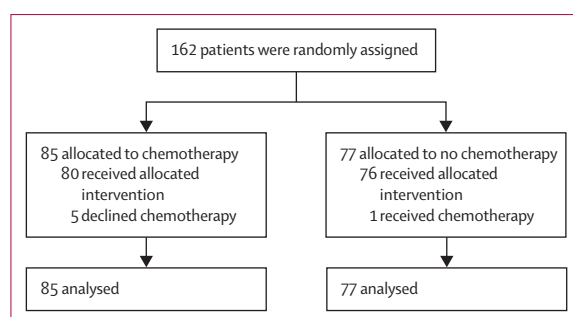 162 patients were randomly assigned
85 allocated to chemotherapy
80 received allocated
intervention
5 declined chemotherapy
77 allocated to no chemotherapy
76 received allocated
intervention
1 received chemotherapy
85 analysed
77 analysed